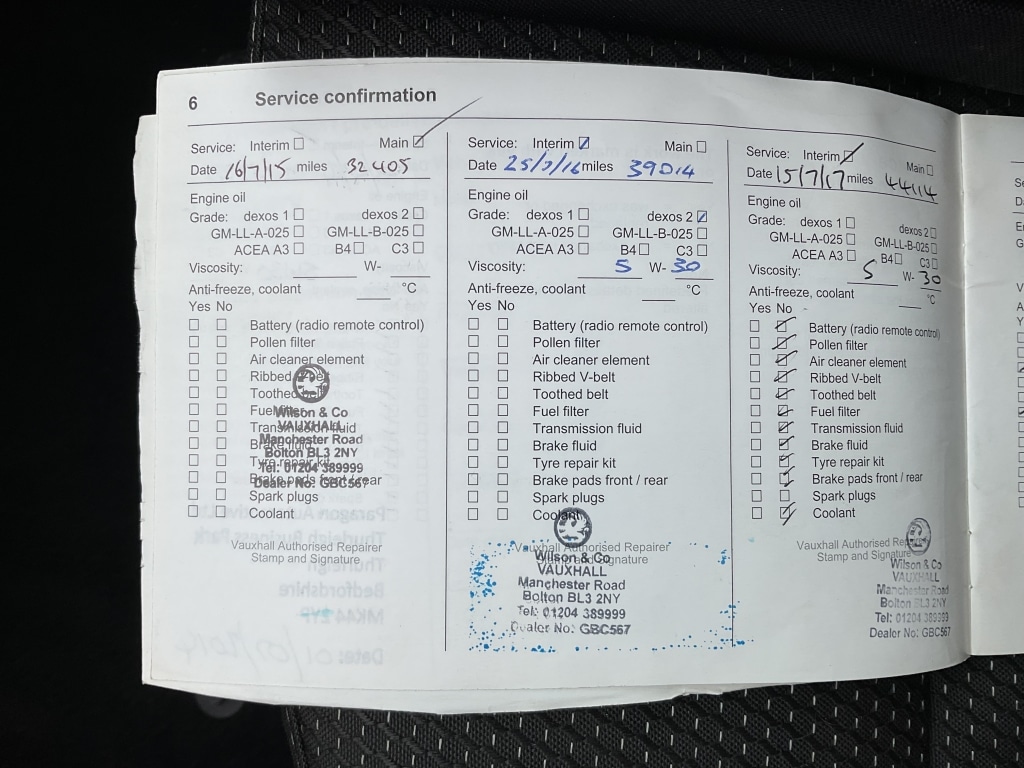 6 Service confirmation
Service: Interim Main
Date 16/7/15 miles 32405
Engine oil
Grade: dexos 1 dexos 2
GM-LL-A-025 GM-LL-B-025
ACEA A3 B4 C3
Viscosity: W-
Anti-freeze, coolant °C
Yes No
Battery (radio remote control)
Pollen filter
Air cleaner element
Ribbed V-belt
Toothed belt
Fuel filter
Wilson & Co
Transmission fluid
VAUXHALL
Manchester Road
Brake fluid
Bolton BL3 2NY
Tyre repair kit
Tel: 01204 389999
Brake pads front / rear
Dealer No: GBC567
Spark plugs
Coolant
Vauxhall Authorised Repairer
Stamp and Signature
Service: Interim Main
Date 25/7/16 miles 39014
Engine oil
Grade: dexos 1 dexos 2
GM-LL-A-025 GM-LL-B-025
ACEA A3 B4 C3
Viscosity: 5 W- 30
Anti-freeze, coolant °C
Yes No
Battery (radio remote control)
Pollen filter
Air cleaner element
Ribbed V-belt
Toothed belt
Fuel filter
Transmission fluid
Brake fluid
Tyre repair kit
Brake pads front / rear
Spark plugs
Coolant
Vauxhall Authorised Repairer
Stamp and Signature
Wilson & Co
VAUXHALL
Manchester Road
Bolton BL3 2NY
Tel: 01204 389999
Dealer No: GBC567
Service: Interim Main
Date 15/7/17 miles 44114
Engine oil
Grade: dexos 1 dexos 2
GM-LL-A-025 GM-LL-B-025
ACEA A3 B4 C3
Viscosity: 5 W- 30
Anti-freeze, coolant °C
Yes No
Battery (radio remote control)
Pollen filter
Air cleaner element
Ribbed V-belt
Toothed belt
Fuel filter
Transmission fluid
Brake fluid
Tyre repair kit
Brake pads front / rear
Spark plugs
Coolant
Vauxhall Authorised Repairer
Stamp and Signature
Wilson & Co
VAUXHALL
Manchester Road
Bolton BL3 2NY
Tel: 01204 389999
Dealer No: GBC567